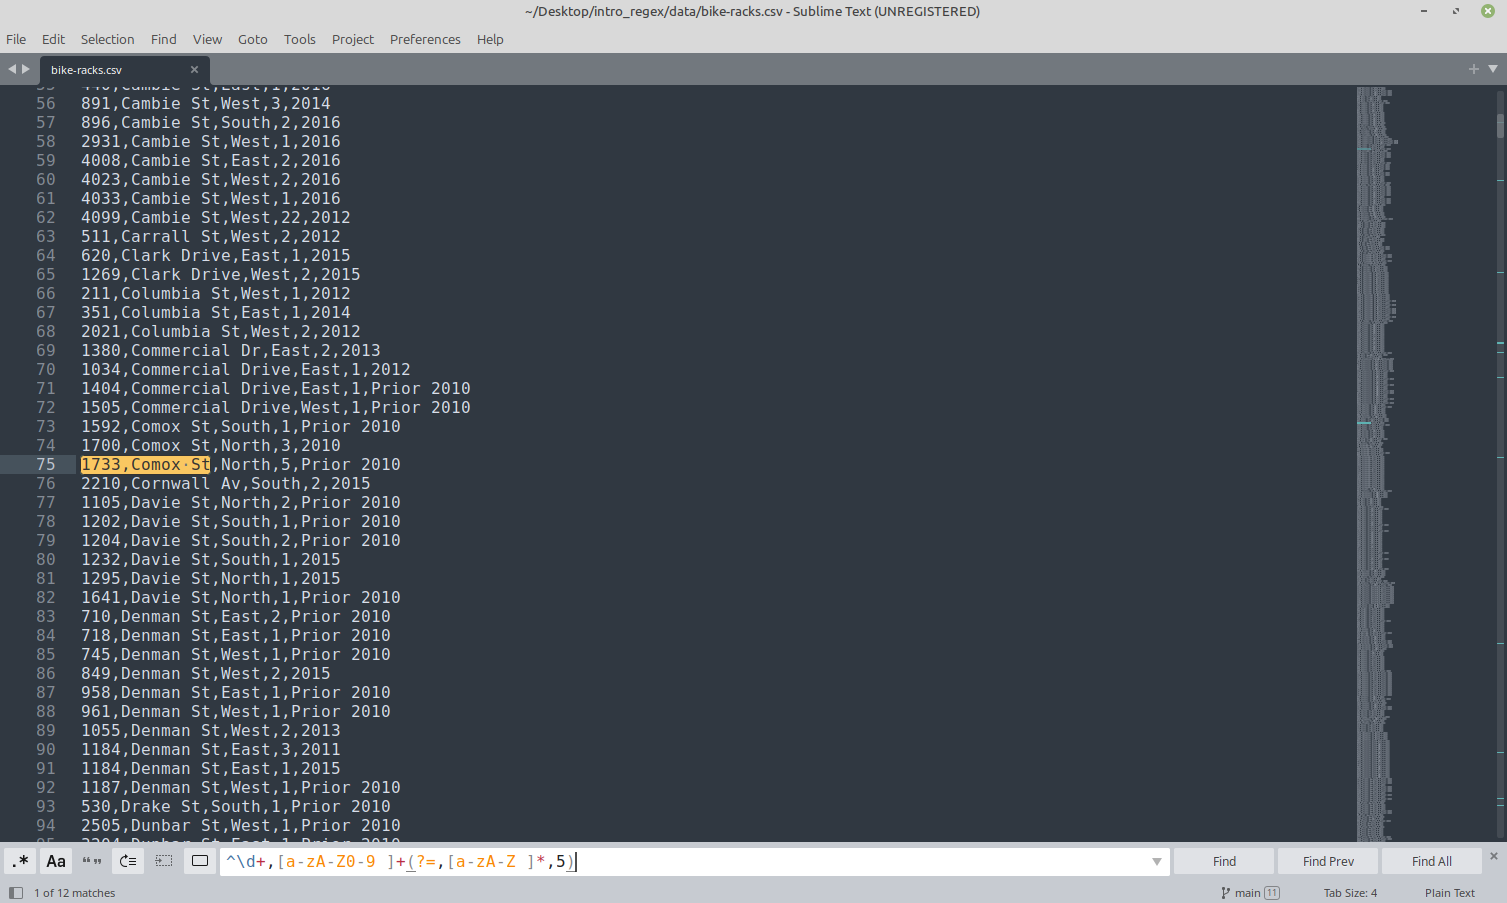 ~/Desktop/intro_regex/data/bike-racks.csv - Sublime Text (UNREGISTERED)
File Edit Selection Find View Goto Tools Project Preferences Help
bike-racks.csv
56 891,Cambie St,West,3,2014
57 896,Cambie St,South,2,2016
58 2931,Cambie St,West,1,2016
59 4008,Cambie St,East,2,2016
60 4023,Cambie St,West,2,2016
61 4033,Cambie St,West,1,2016
62 4099,Cambie St,West,22,2012
63 511,Carrall St,West,2,2012
64 620,Clark Drive,East,1,2015
65 1269,Clark Drive,West,2,2015
66 211,Columbia St,West,1,2012
67 351,Columbia St,East,1,2014
68 2021,Columbia St,West,2,2012
69 1380,Commercial Dr,East,2,2013
70 1034,Commercial Drive,East,1,2012
71 1404,Commercial Drive,East,1,Prior 2010
72 1505,Commercial Drive,West,1,Prior 2010
73 1592,Comox St,South,1,Prior 2010
74 1700,Comox St,North,3,2010
75 1733,Comox·St,North,5,Prior 2010
76 2210,Cornwall Av,South,2,2015
77 1105,Davie St,North,2,Prior 2010
78 1202,Davie St,South,1,Prior 2010
79 1204,Davie St,South,2,Prior 2010
80 1232,Davie St,South,1,2015
81 1295,Davie St,North,1,2015
82 1641,Davie St,North,1,Prior 2010
83 710,Denman St,East,2,Prior 2010
84 718,Denman St,East,1,Prior 2010
85 745,Denman St,West,1,Prior 2010
86 849,Denman St,West,2,2015
87 958,Denman St,East,1,Prior 2010
88 961,Denman St,West,1,Prior 2010
89 1055,Denman St,West,2,2013
90 1184,Denman St,East,3,2011
91 1184,Denman St,East,1,2015
92 1187,Denman St,West,1,Prior 2010
93 530,Drake St,South,1,Prior 2010
94 2505,Dunbar St,West,1,Prior 2010
.* Aa “” ^\d+,[a-zA-Z0-9 ]+(?=,[a-zA-Z ]*,5) Find Find Prev Find All
1 of 12 matches main 11 Tab Size: 4 Plain Text